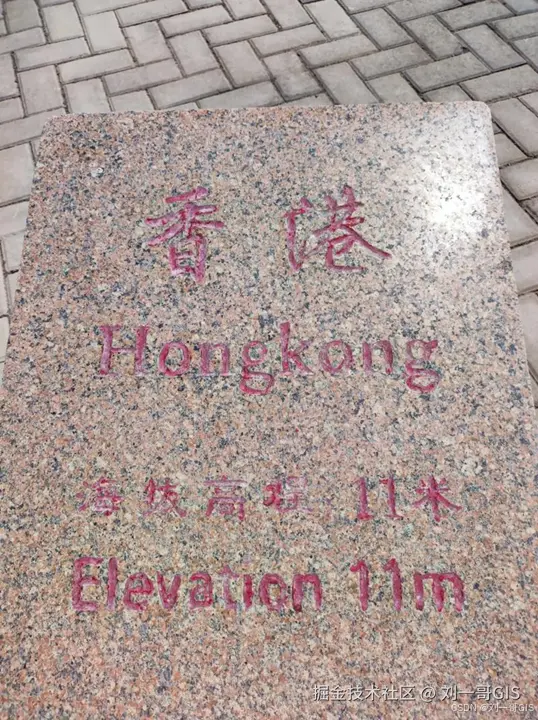 香港
Hongkong
海拔高程:11米
Elevation 11m
掘金技术社区 @ 刘一哥GIS
CSDN @刘一哥GIS